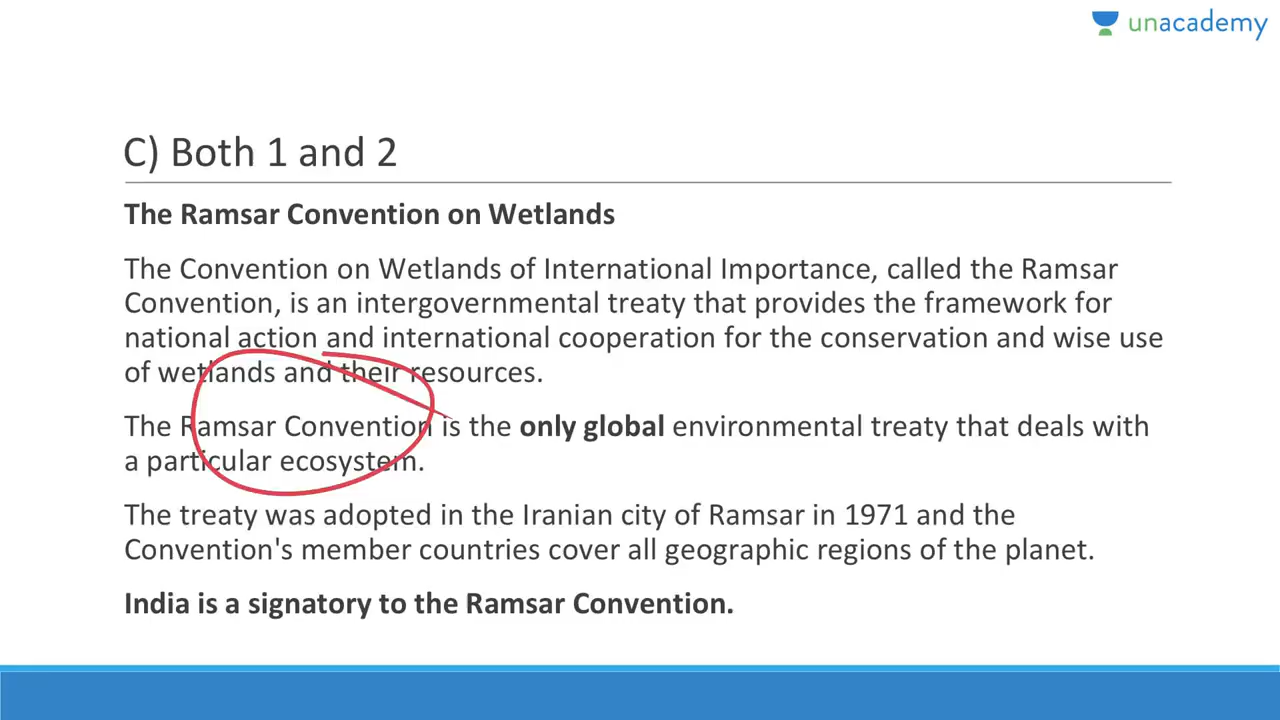 unacademy
C) Both 1 and 2
The Ramsar Convention on Wetlands
The Convention on Wetlands of International Importance, called the Ramsar
Convention, is an intergovernmental treaty that provides the framework for
national action and international cooperation for the conservation and wise use
of wetlands and their resources.
The Ramsar Convention is the only global environmental treaty that deals with
a particular ecosystem.
The treaty was adopted in the Iranian city of Ramsar in 1971 and the
Convention's member countries cover all geographic regions of the planet.
India is a signatory to the Ramsar Convention.